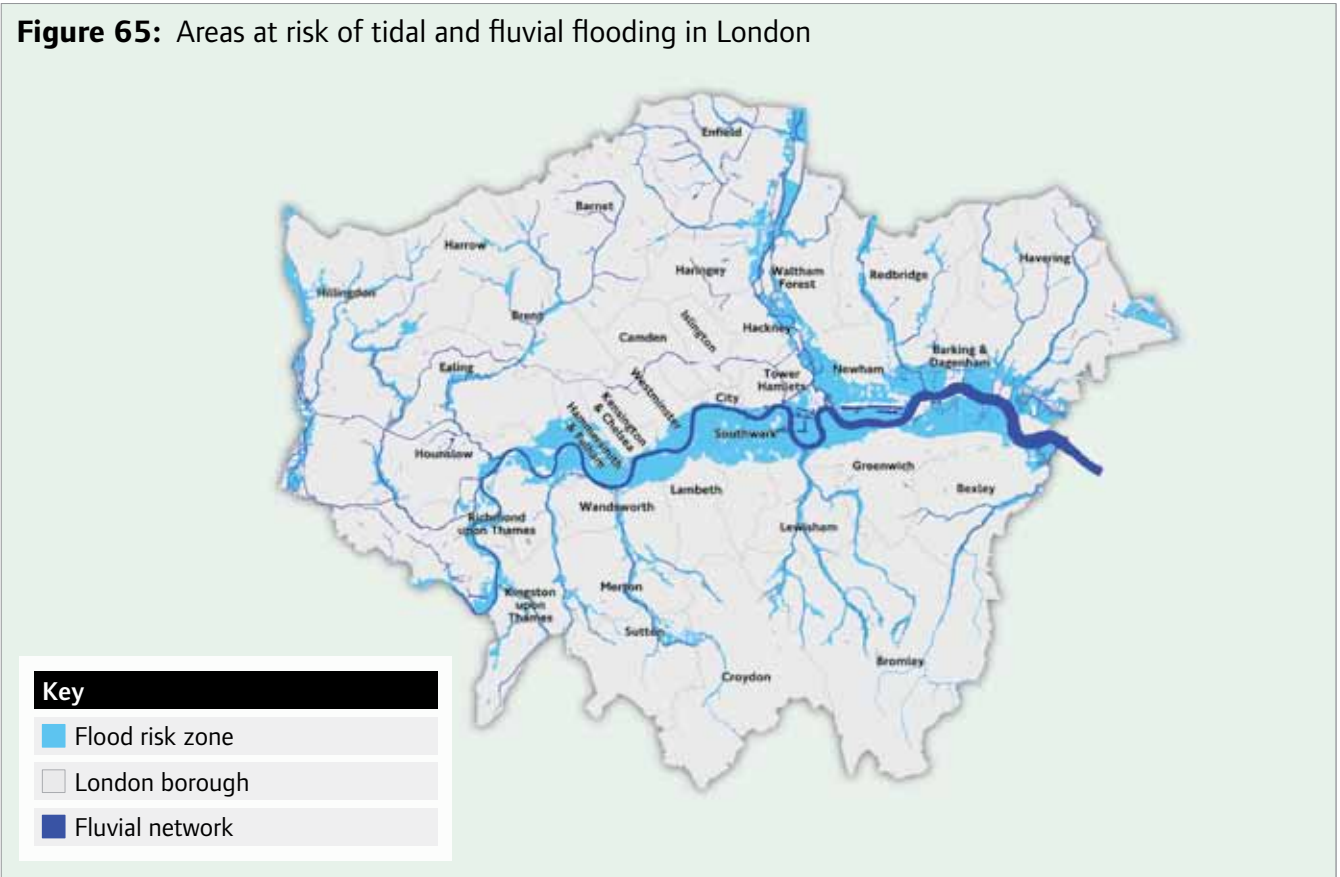 Figure 65: Areas at risk of tidal and fluvial flooding in London
Enfield
Barnet
Harrow
Haringey
Waltham
Forest
Redbridge
Havering
Hillingdon
Brent
Camden
Islington
Hackney
Barking &
Dagenham
Ealing
Westminster
Tower
Hamlets
Newham
City
Kensington
& Chelsea
Hammersmith
& Fulham
Southwark
Hounslow
Greenwich
Lambeth
Bexley
Wandsworth
Richmond
upon Thames
Lewisham
Merton
Kingston
upon
Thames
Sutton
Bromley
Croydon
Key
Flood risk zone
London borough
Fluvial network